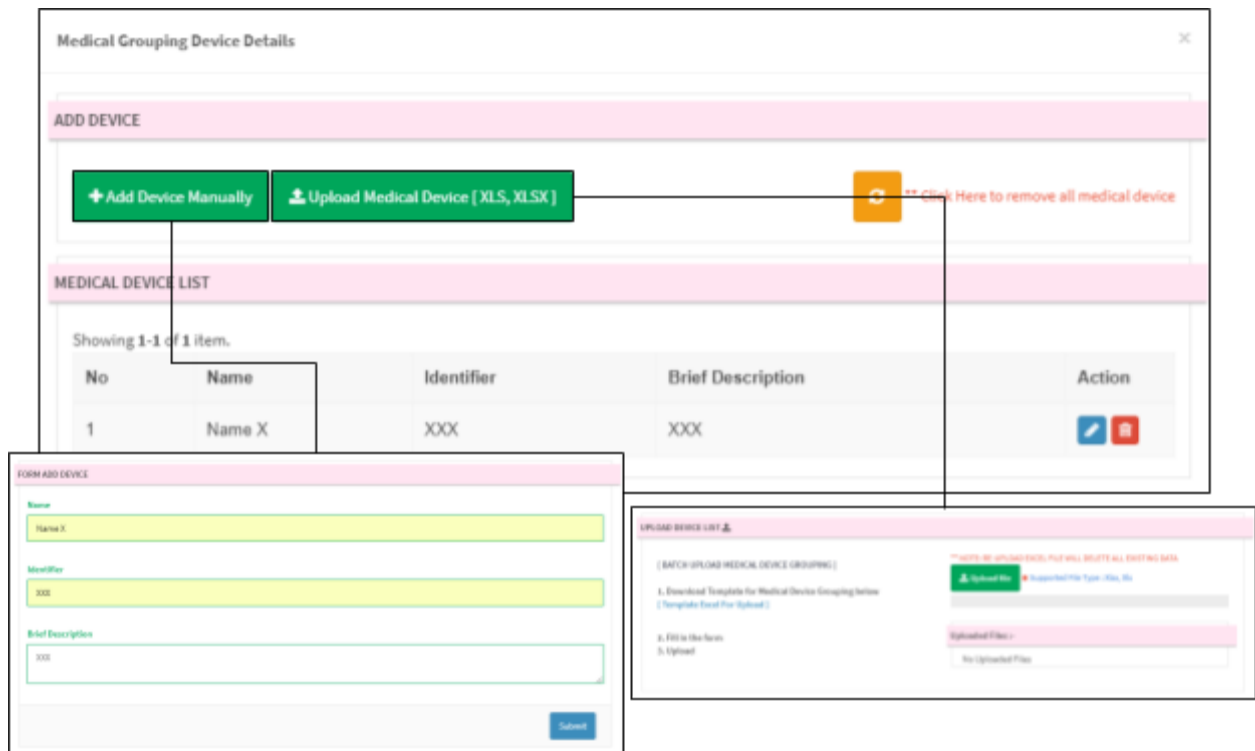 Medical Grouping Device Details
×
ADD DEVICE
+ Add Device Manually
Upload Medical Device [ XLS, XLSX ]
** Click Here to remove all medical device
MEDICAL DEVICE LIST
Showing 1-1 of 1 item.
No Name Identifier Brief Description Action
1 Name X XXX XXX
FORM ADD DEVICE
Name
Name X
Identifier
XXX
Brief Description
XXX
Submit
UPLOAD DEVICE LIST
[ BATCH UPLOAD MEDICAL DEVICE GROUPING ]
1. Download Template for Medical Device Grouping below
[ Template Excel For Upload ]
2. Fill in the form
3. Upload
** NOTE: RE-UPLOAD EXCEL FILE WILL DELETE ALL EXISTING DATA
Upload file
Supported File Type : Xlsx, Xls
Uploaded Files :-
No Uploaded Files